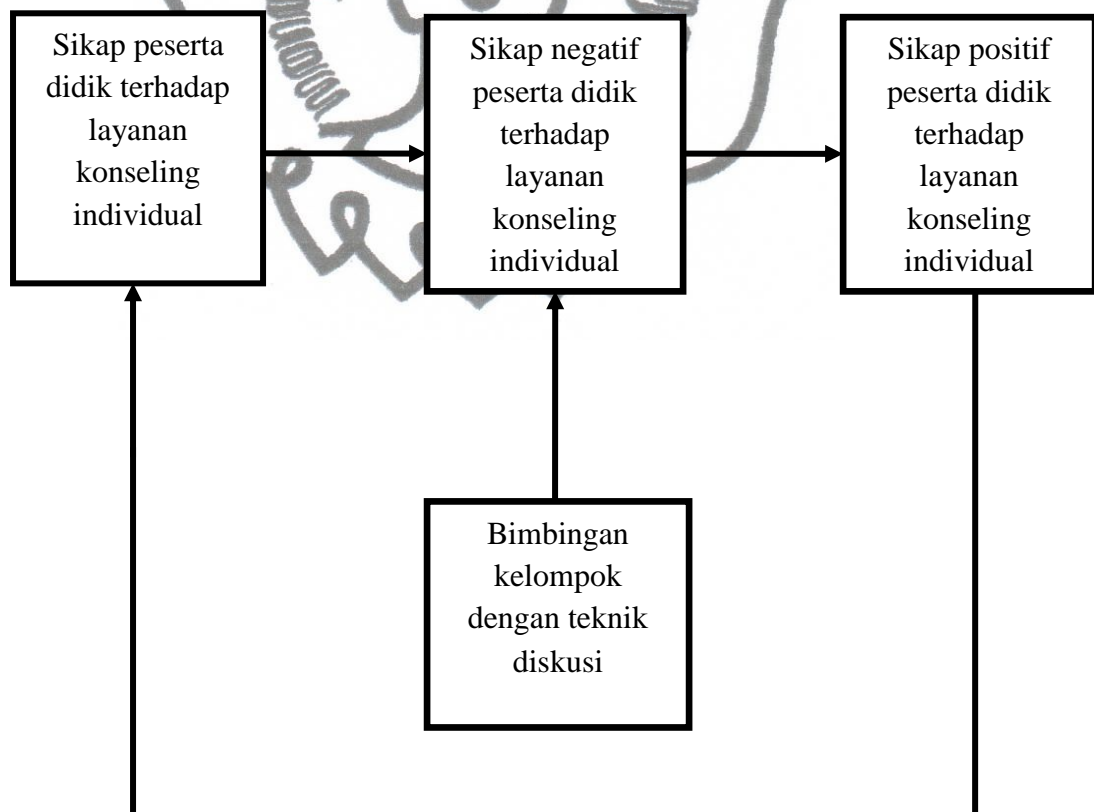 Sikap peserta
didik terhadap
layanan
konseling
individual
Sikap negatif
peserta didik
terhadap
layanan
konseling
individual
Sikap positif
peserta didik
terhadap
layanan
konseling
individual
Bimbingan
kelompok
dengan teknik
diskusi